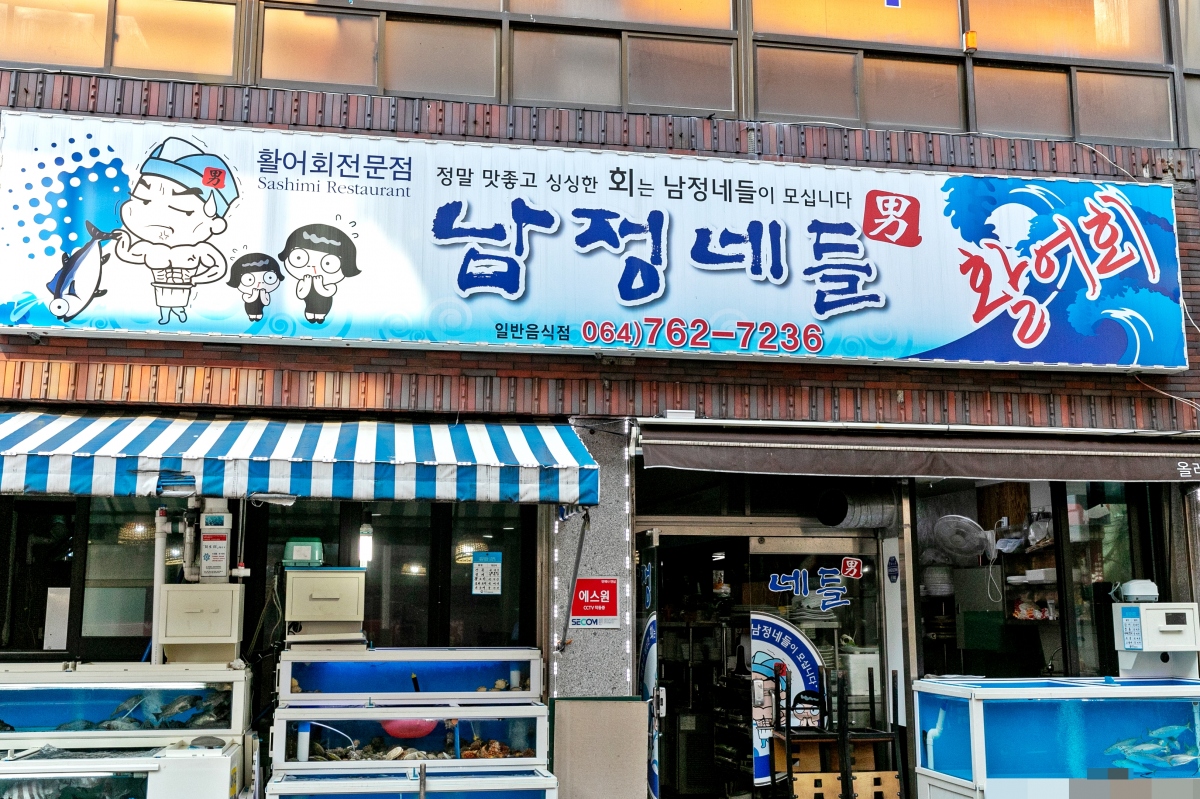 男
활어회전문점
Sashimi Restaurant
정말 맛좋고 싱싱한 회는 남정네들이 모십니다
남정네들 男
활어회
일반음식점 064)762-7236
올레
에스원
SECOM
네들 男
남정네들이 모십니다